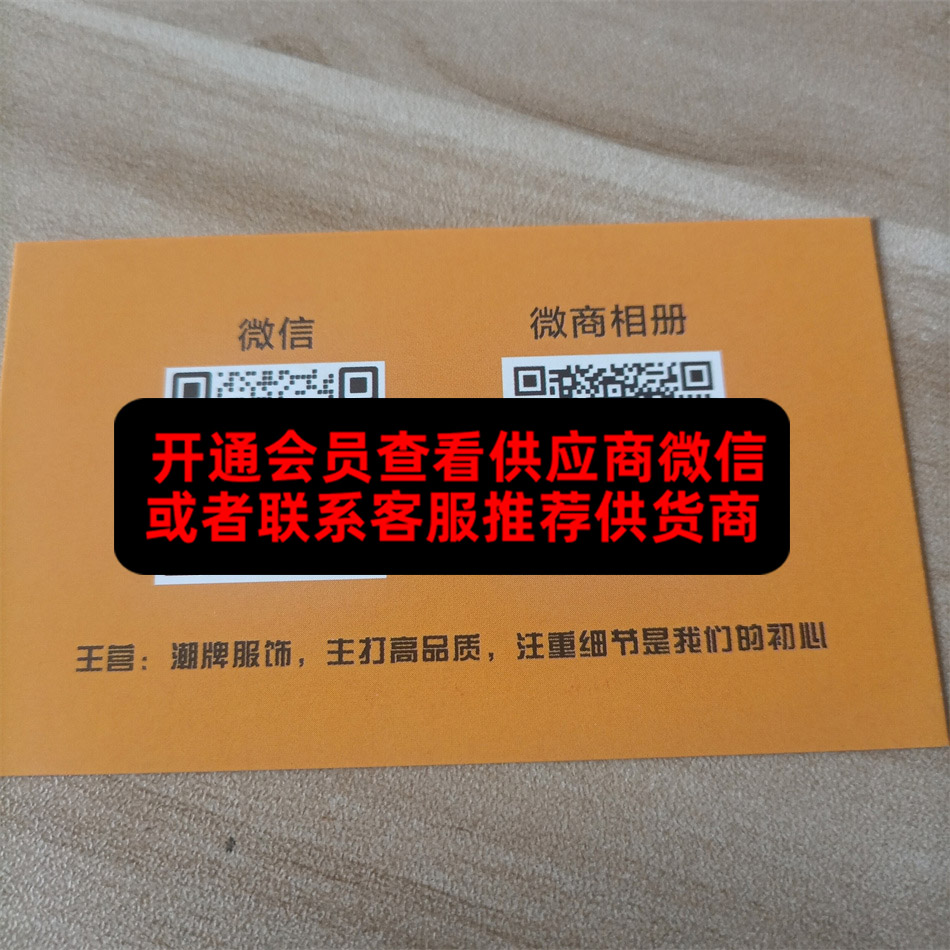 微信
微商相册
开通会员查看供应商微信
或者联系客服推荐供货商
主营：潮牌服饰，主打高品质，注重细节是我们的初心